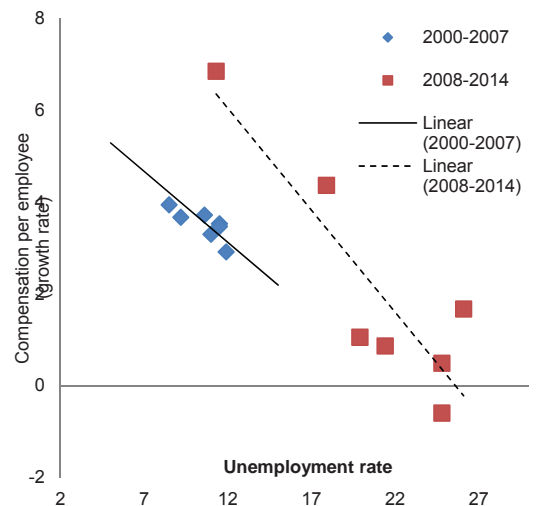 8
6
4
2
0
-2
Compensation per employee
(growth rate)
2000-2007
2008-2014
Linear
(2000-2007)
Linear
(2008-2014)
Unemployment rate
2 7 12 17 22 27